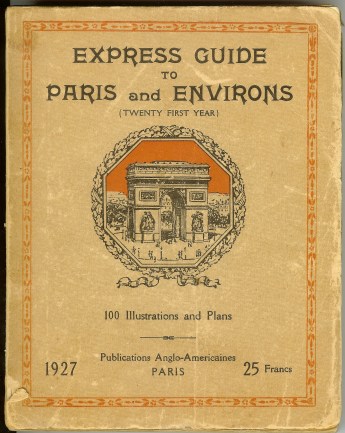 EXPRESS GUIDE
TO
PARIS and ENVIRONS
(TWENTY FIRST YEAR)
100 Illustrations and Plans
Publications Anglo-Americaines
1927 PARIS 25 Francs